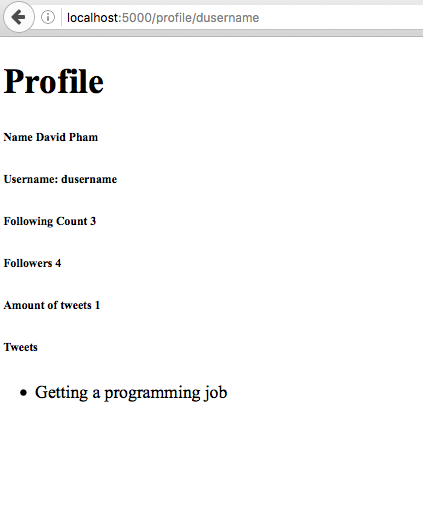 localhost:5000/profile/dusername
Profile
Name David Pham
Username: dusername
Following Count 3
Followers 4
Amount of tweets 1
Tweets
• Getting a programming job